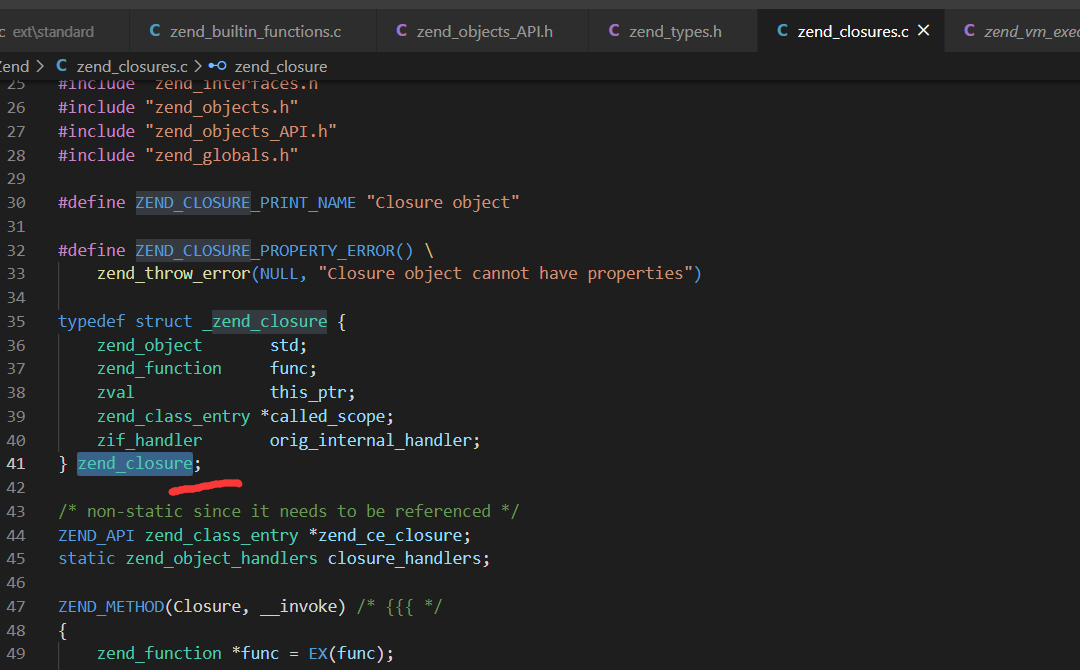 c ext\standard
C zend_builtin_functions.c
C zend_objects_API.h
C zend_types.h
C zend_closures.c ×
C zend_vm_exec
Zend > C zend_closures.c > zend_closure
25 #include "zend_interfaces.h"
26 #include "zend_objects.h"
27 #include "zend_objects_API.h"
28 #include "zend_globals.h"
29
30 #define ZEND_CLOSURE_PRINT_NAME "Closure object"
31
32 #define ZEND_CLOSURE_PROPERTY_ERROR() \
33 zend_throw_error(NULL, "Closure object cannot have properties")
34
35 typedef struct _zend_closure {
36 zend_object std;
37 zend_function func;
38 zval this_ptr;
39 zend_class_entry *called_scope;
40 zif_handler orig_internal_handler;
41 } zend_closure;
42
43 /* non-static since it needs to be referenced */
44 ZEND_API zend_class_entry *zend_ce_closure;
45 static zend_object_handlers closure_handlers;
46
47 ZEND_METHOD(Closure, __invoke) /* {{{ */
48 {
49 zend_function *func = EX(func);